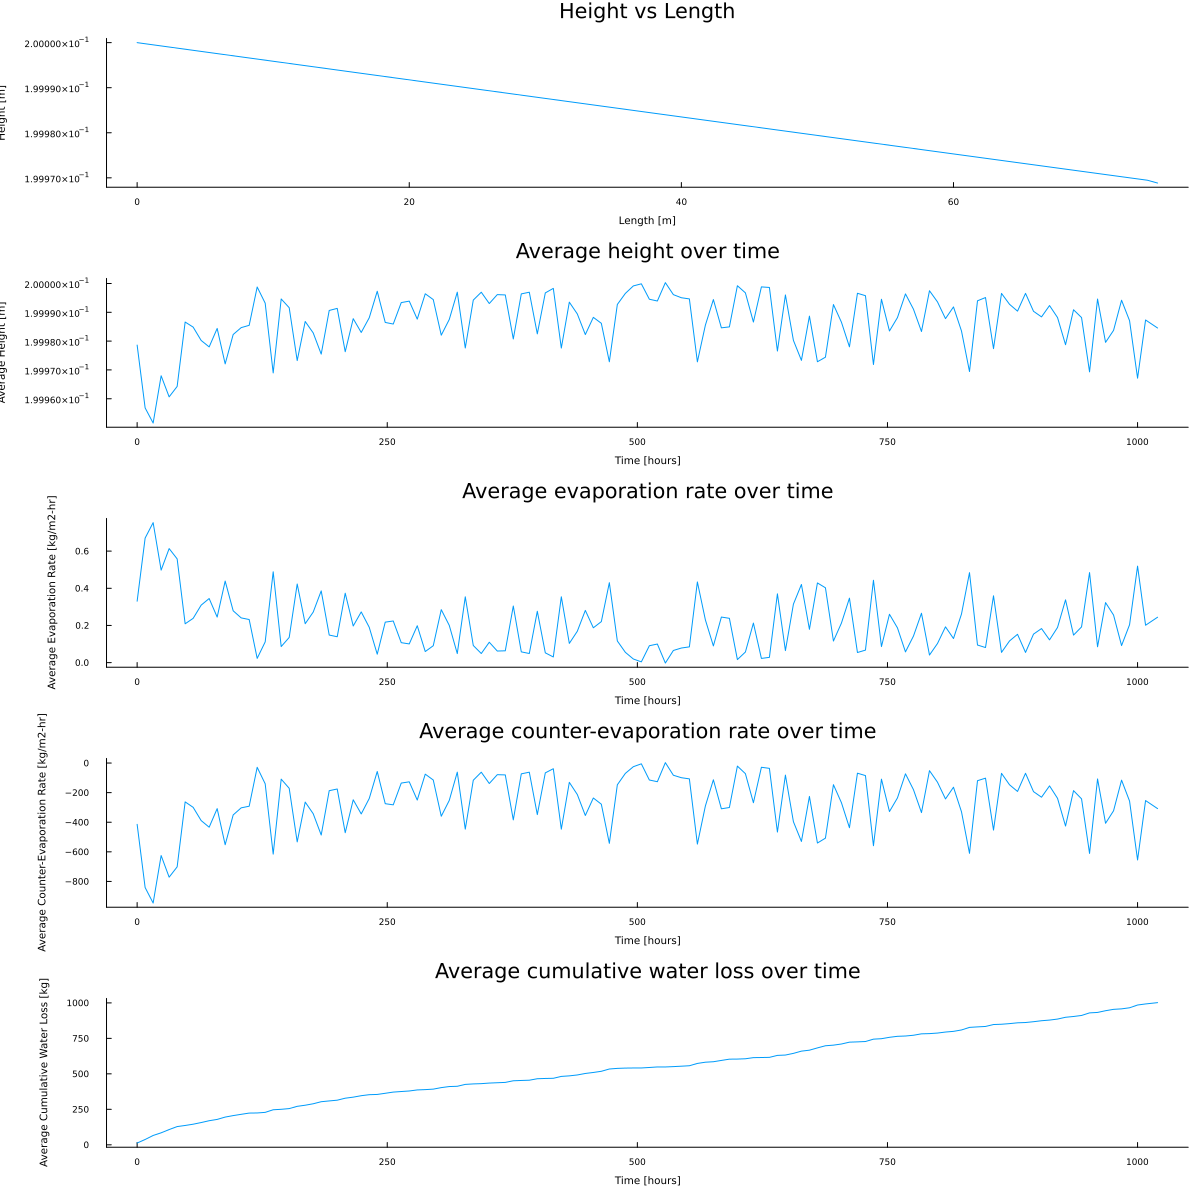 Height vs Length
Height [m]
2.00000×10⁻¹
1.99990×10⁻¹
1.99980×10⁻¹
1.99970×10⁻¹
0 20 40 60
Length [m]
Average height over time
Average Height [m]
2.00000×10⁻¹
1.99990×10⁻¹
1.99980×10⁻¹
1.99970×10⁻¹
1.99960×10⁻¹
0 250 500 750 1000
Time [hours]
Average evaporation rate over time
Average Evaporation Rate [kg/m2-hr]
0.6
0.4
0.2
0.0
0 250 500 750 1000
Time [hours]
Average counter-evaporation rate over time
Average Counter-Evaporation Rate [kg/m2-hr]
0
−200
−400
−600
−800
0 250 500 750 1000
Time [hours]
Average cumulative water loss over time
Average Cumulative Water Loss [kg]
1000
750
500
250
0
0 250 500 750 1000
Time [hours]